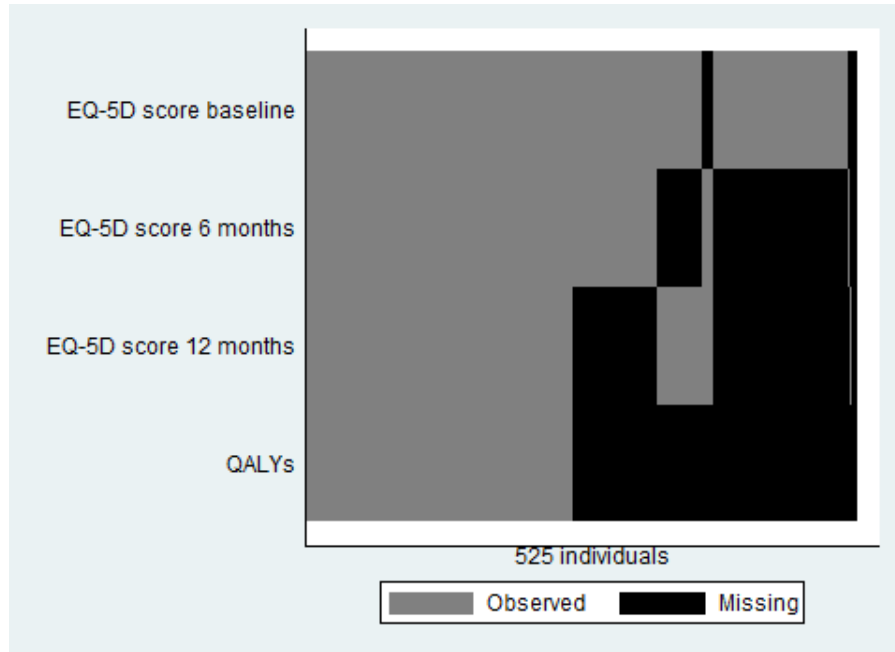 EQ-5D score baseline
EQ-5D score 6 months
EQ-5D score 12 months
QALYs
525 individuals
Observed Missing